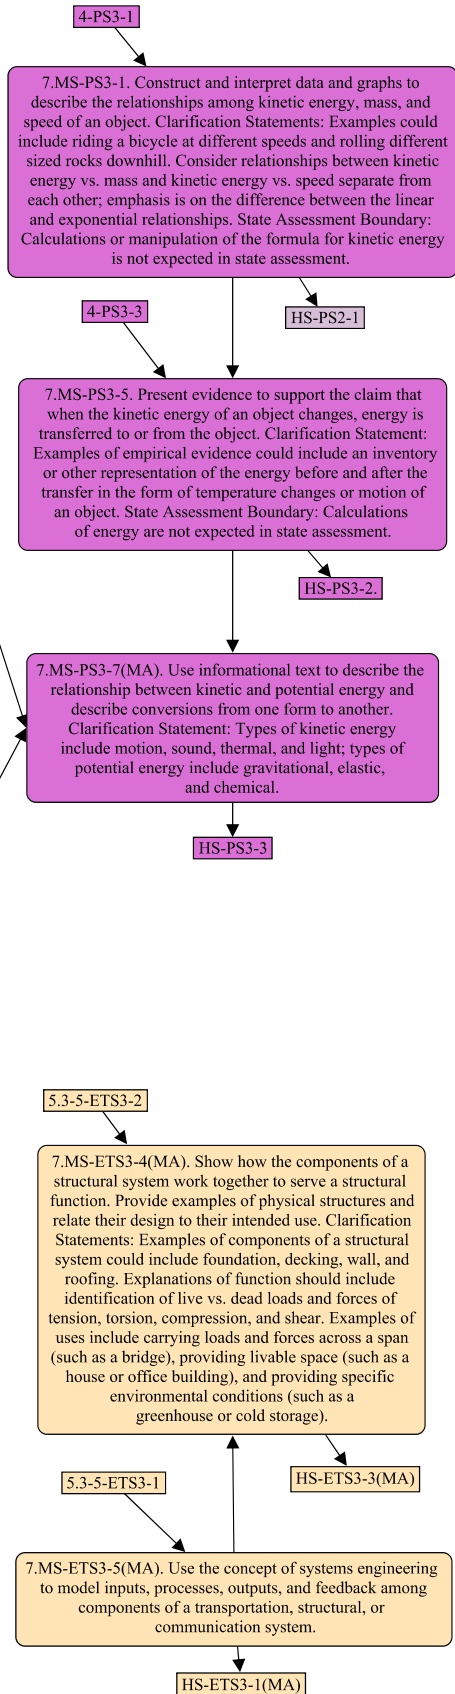 4-PS3-1
7.MS-PS3-1. Construct and interpret data and graphs to
describe the relationships among kinetic energy, mass, and
speed of an object. Clarification Statements: Examples could
include riding a bicycle at different speeds and rolling different
sized rocks downhill. Consider relationships between kinetic
energy vs. mass and kinetic energy vs. speed separate from
each other; emphasis is on the difference between the linear
and exponential relationships. State Assessment Boundary:
Calculations or manipulation of the formula for kinetic energy
is not expected in state assessment.
4-PS3-3
HS-PS2-1
7.MS-PS3-5. Present evidence to support the claim that
when the kinetic energy of an object changes, energy is
transferred to or from the object. Clarification Statement:
Examples of empirical evidence could include an inventory
or other representation of the energy before and after the
transfer in the form of temperature changes or motion of
an object. State Assessment Boundary: Calculations
of energy are not expected in state assessment.
HS-PS3-2.
7.MS-PS3-7(MA). Use informational text to describe the
relationship between kinetic and potential energy and
describe conversions from one form to another.
Clarification Statement: Types of kinetic energy
include motion, sound, thermal, and light; types of
potential energy include gravitational, elastic,
and chemical.
HS-PS3-3
5.3-5-ETS3-2
7.MS-ETS3-4(MA). Show how the components of a
structural system work together to serve a structural
function. Provide examples of physical structures and
relate their design to their intended use. Clarification
Statements: Examples of components of a structural
system could include foundation, decking, wall, and
roofing. Explanations of function should include
identification of live vs. dead loads and forces of
tension, torsion, compression, and shear. Examples of
uses include carrying loads and forces across a span
(such as a bridge), providing livable space (such as a
house or office building), and providing specific
environmental conditions (such as a
greenhouse or cold storage).
5.3-5-ETS3-1
HS-ETS3-3(MA)
7.MS-ETS3-5(MA). Use the concept of systems engineering
to model inputs, processes, outputs, and feedback among
components of a transportation, structural, or
communication system.
HS-ETS3-1(MA)